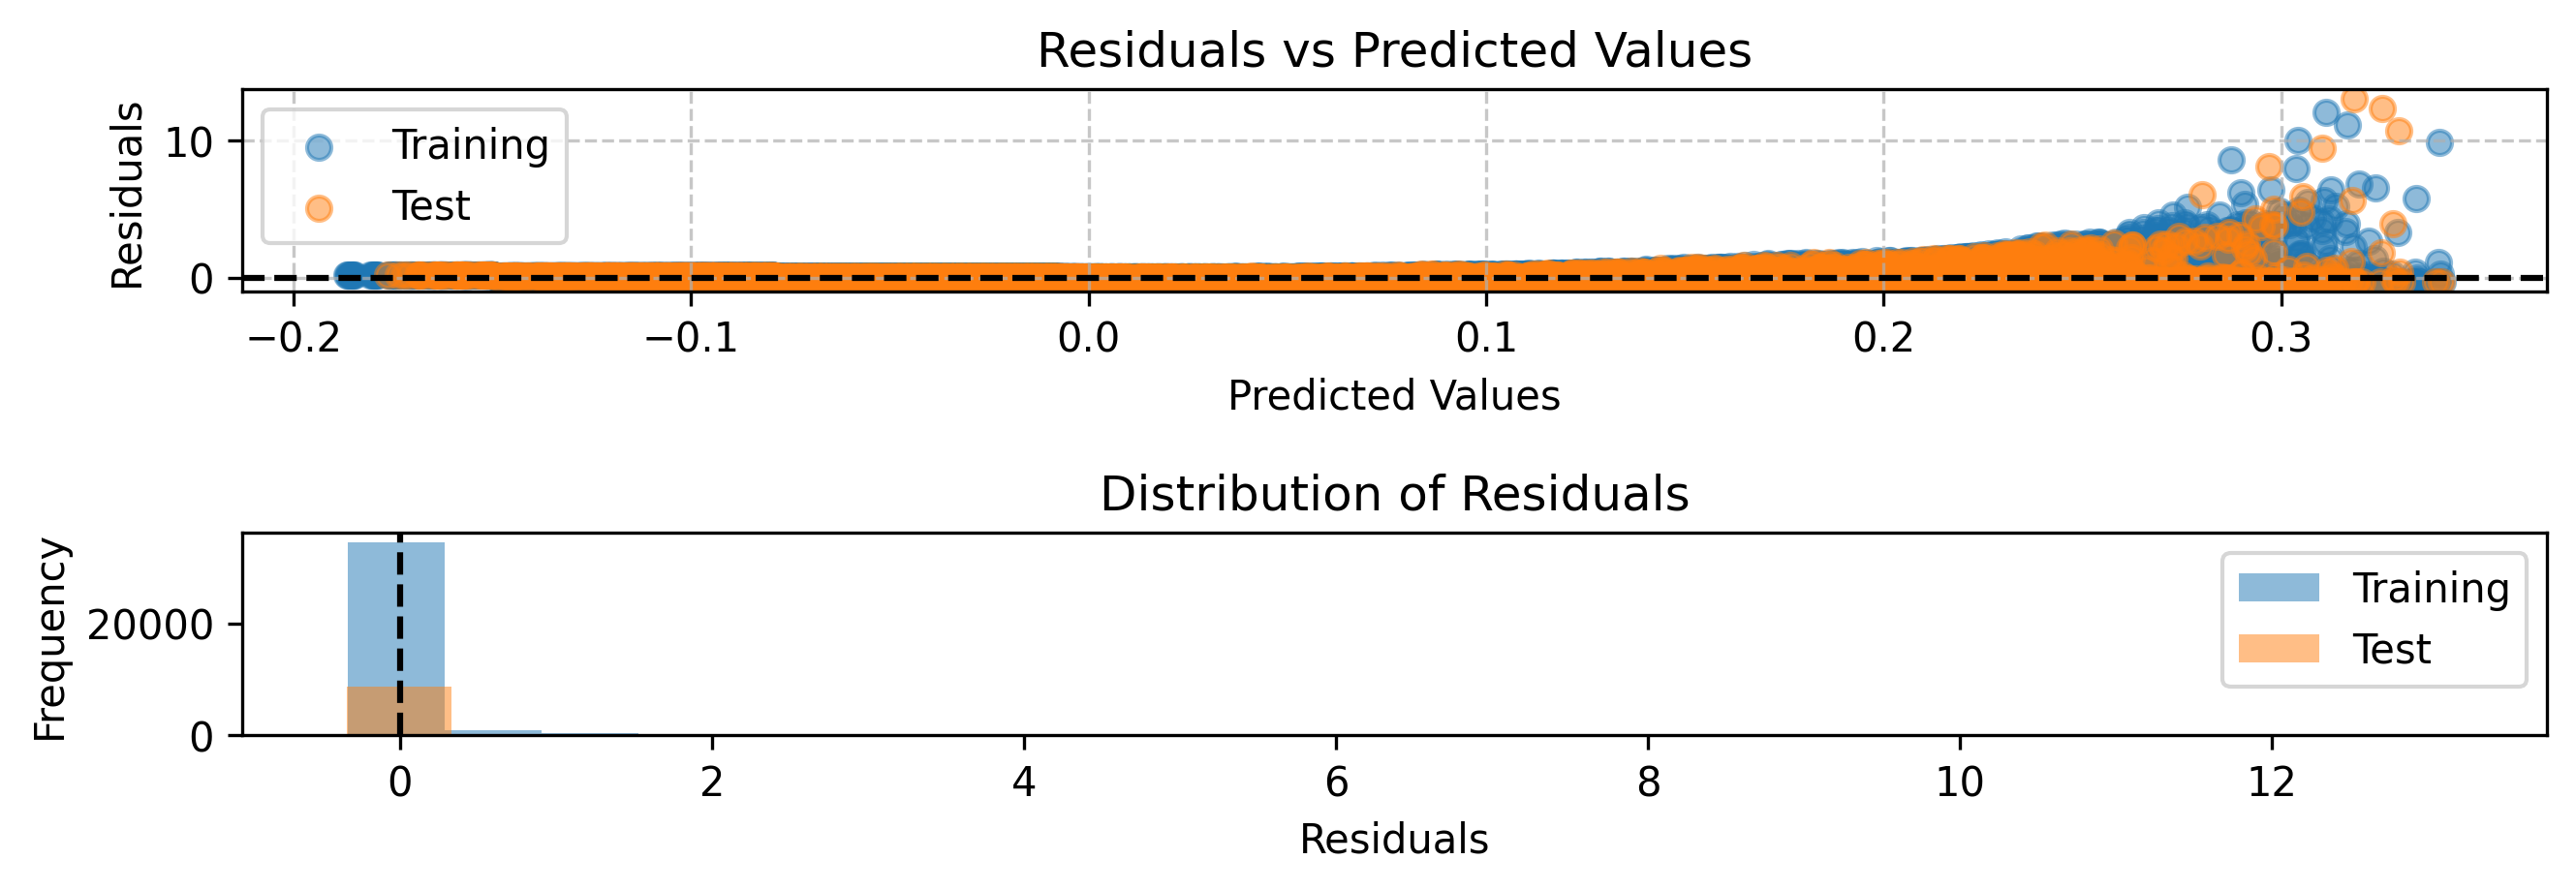 Residuals vs Predicted Values
Residuals
10
0
Training
Test
−0.2 −0.1 0.0 0.1 0.2 0.3
Predicted Values
Distribution of Residuals
Frequency
20000
0
Training
Test
0 2 4 6 8 10 12
Residuals